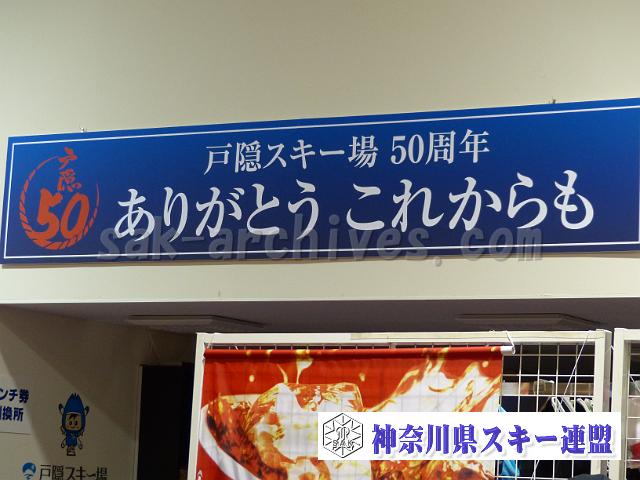 戸隠スキー場 50周年
ありがとう これからも
戸隠
50
sak-archives.com
ンチ券
換所
戸隠スキー場
神奈川県スキー連盟